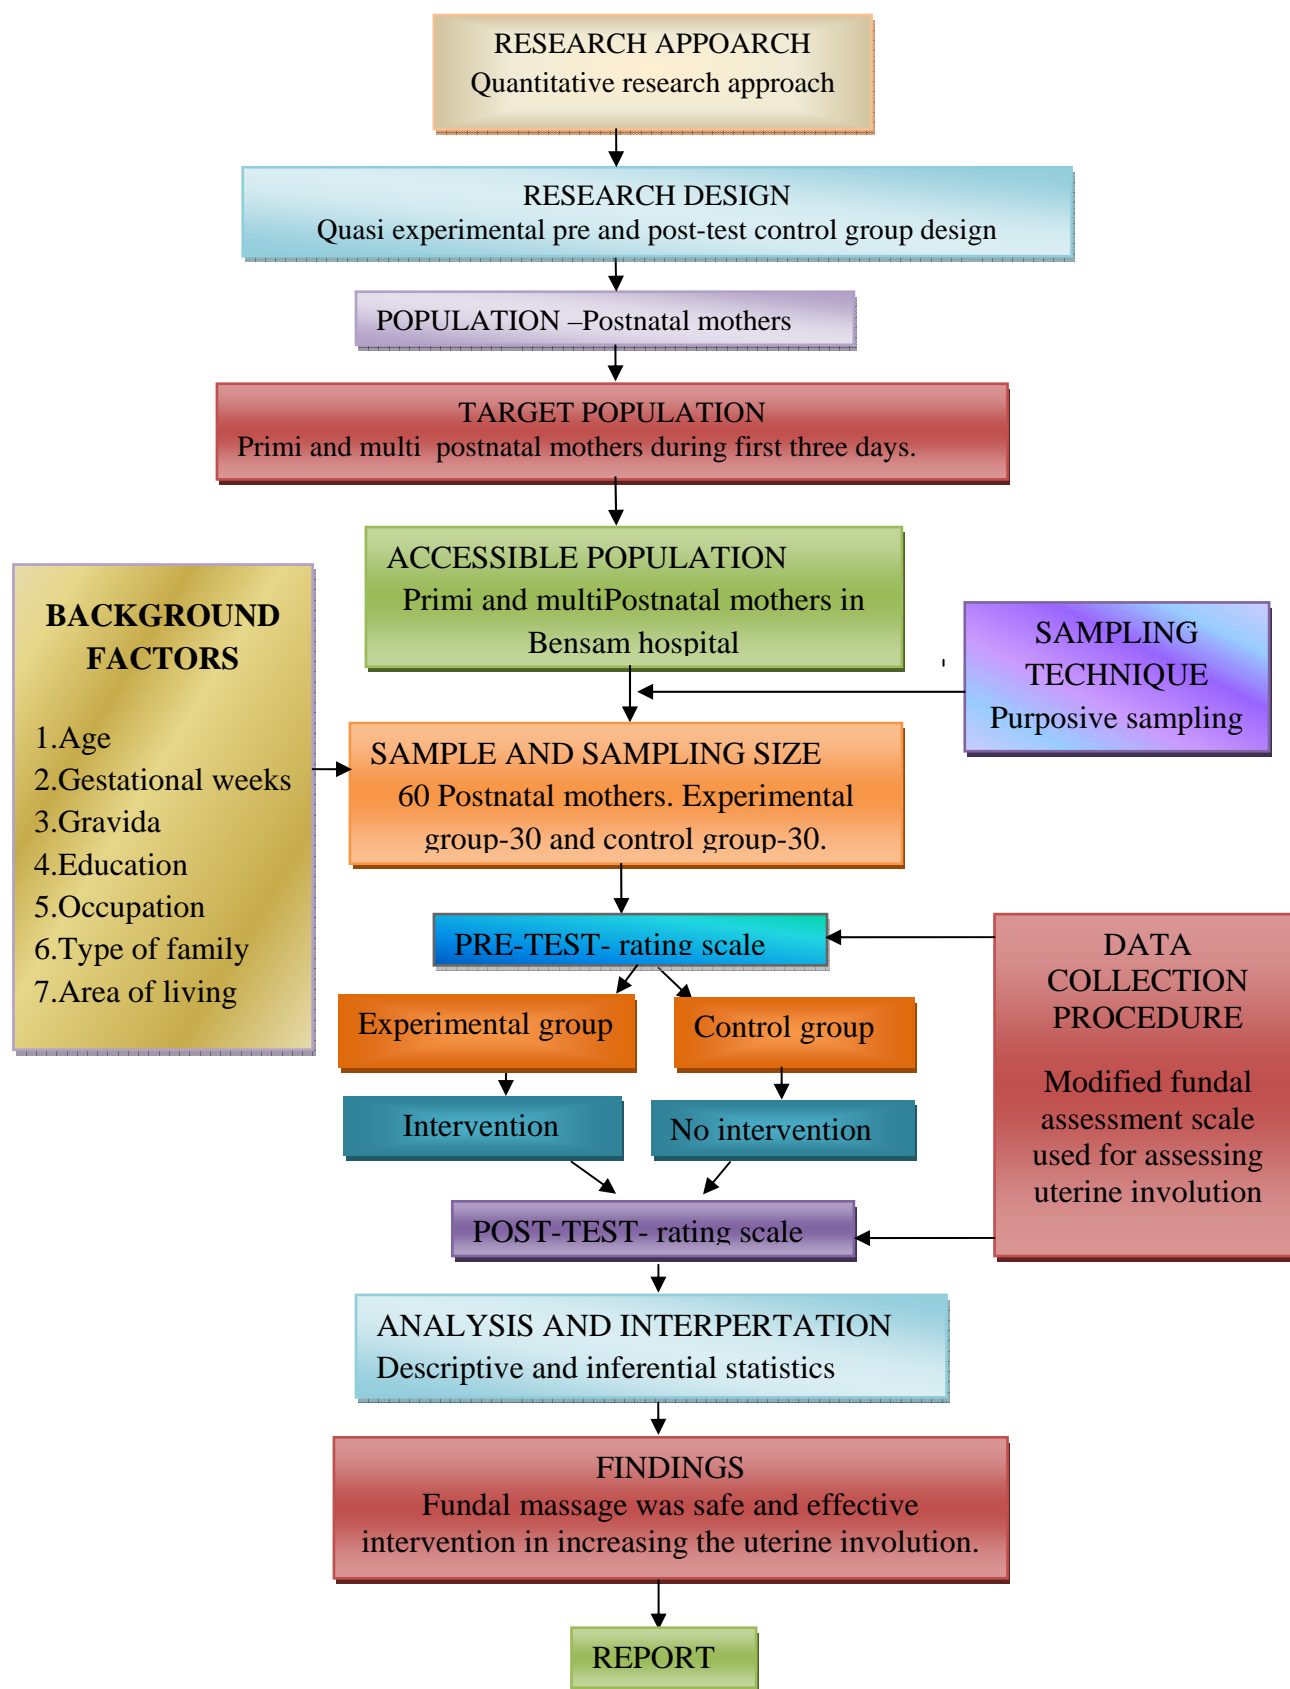 RESEARCH APPOARCH
Quantitative research approach
RESEARCH DESIGN
Quasi experimental pre and post-test control group design
POPULATION –Postnatal mothers
TARGET POPULATION
Primi and multi postnatal mothers during first three days.
ACCESSIBLE POPULATION
Primi and multiPostnatal mothers in
Bensam hospital
BACKGROUND
FACTORS
1.Age
2.Gestational weeks
3.Gravida
4.Education
5.Occupation
6.Type of family
7.Area of living
SAMPLING
TECHNIQUE
Purposive sampling
SAMPLE AND SAMPLING SIZE
60 Postnatal mothers. Experimental
group-30 and control group-30.
PRE-TEST- rating scale
Experimental group
Control group
Intervention
No intervention
DATA
COLLECTION
PROCEDURE
Modified fundal
assessment scale
used for assessing
uterine involution
POST-TEST- rating scale
ANALYSIS AND INTERPERTATION
Descriptive and inferential statistics
FINDINGS
Fundal massage was safe and effective
intervention in increasing the uterine involution.
REPORT